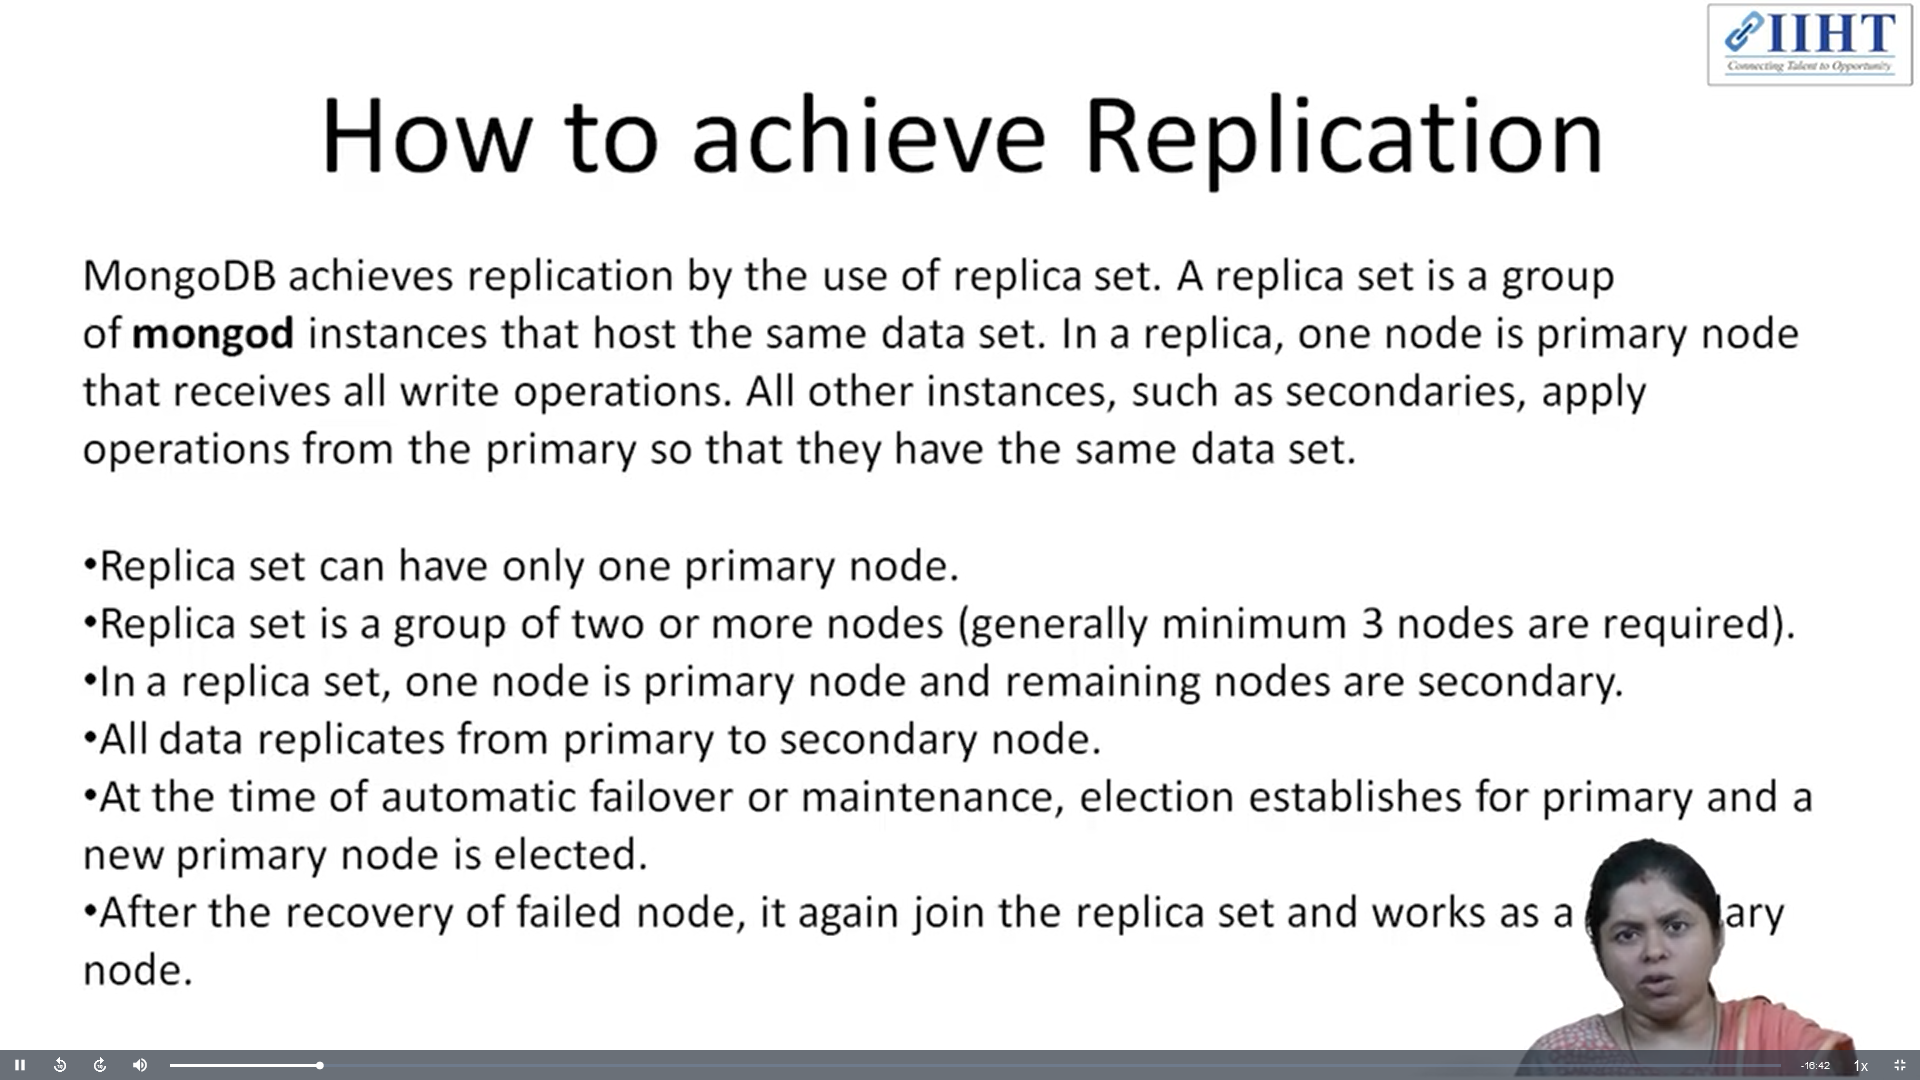 IIHT
Connecting Talent to Opportunity
How to achieve Replication
MongoDB achieves replication by the use of replica set. A replica set is a group
of mongod instances that host the same data set. In a replica, one node is primary node
that receives all write operations. All other instances, such as secondaries, apply
operations from the primary so that they have the same data set.
•Replica set can have only one primary node.
•Replica set is a group of two or more nodes (generally minimum 3 nodes are required).
•In a replica set, one node is primary node and remaining nodes are secondary.
•All data replicates from primary to secondary node.
•At the time of automatic failover or maintenance, election establishes for primary and a
new primary node is elected.
•After the recovery of failed node, it again join the replica set and works as a
node.
-16:42 1x